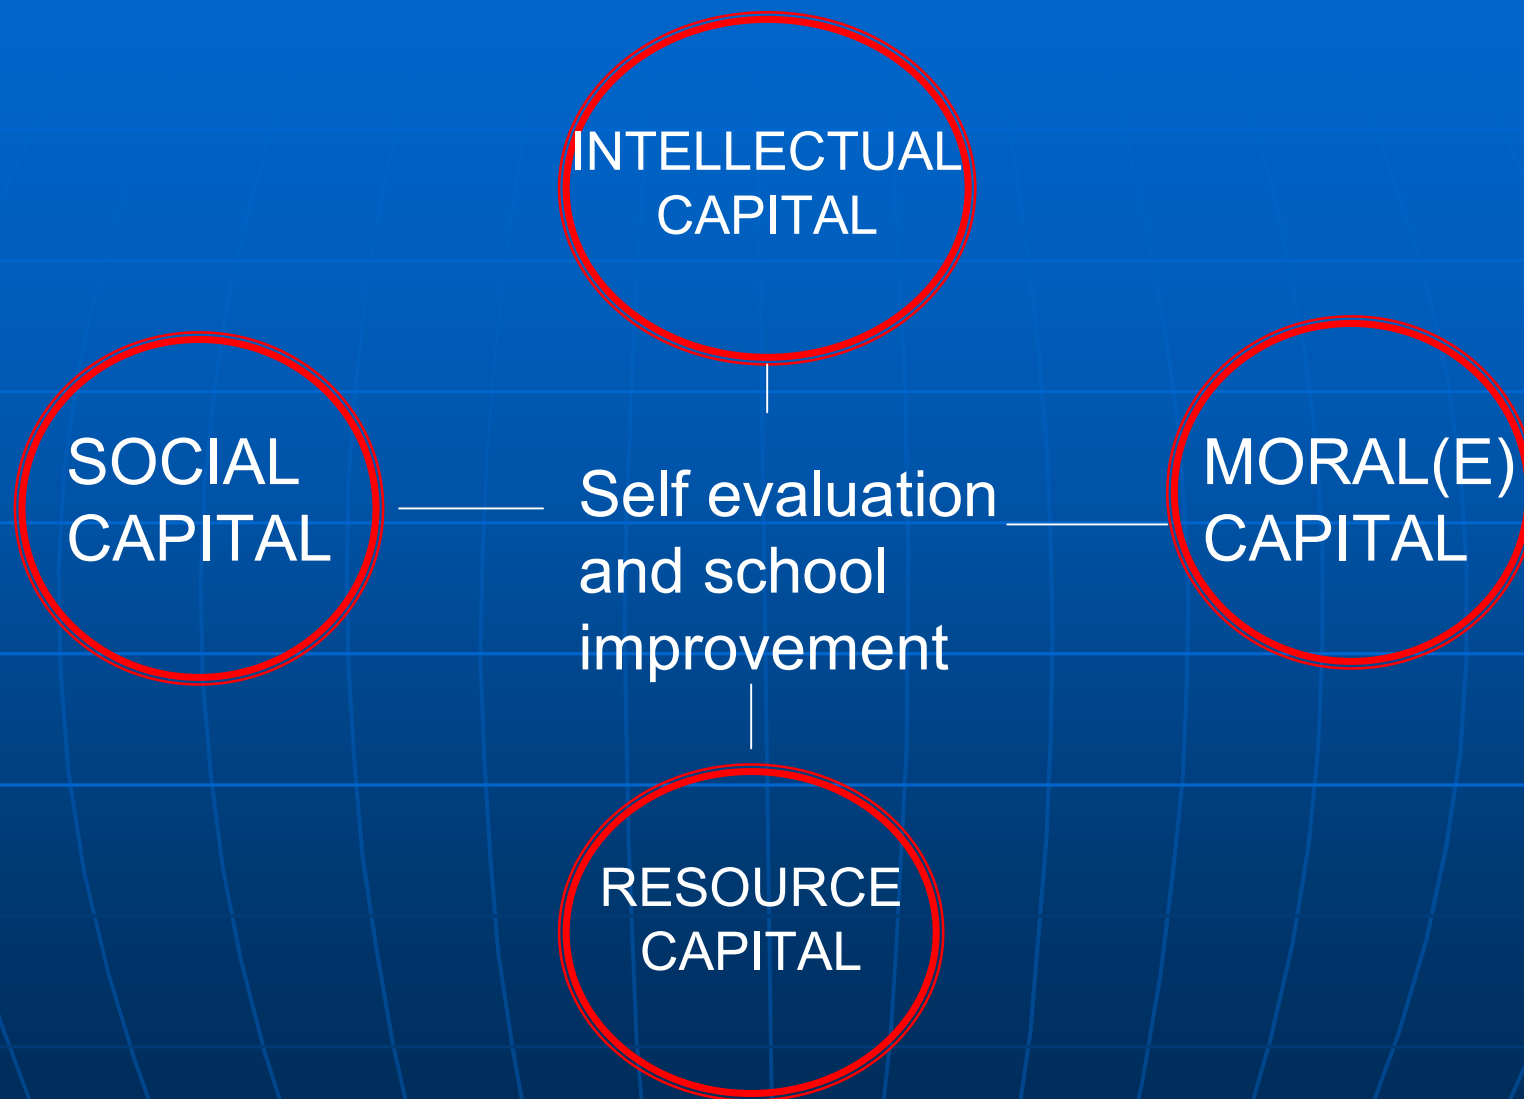 INTELLECTUAL
CAPITAL
SOCIAL
CAPITAL
Self evaluation
and school
improvement
MORAL(E)
CAPITAL
RESOURCE
CAPITAL